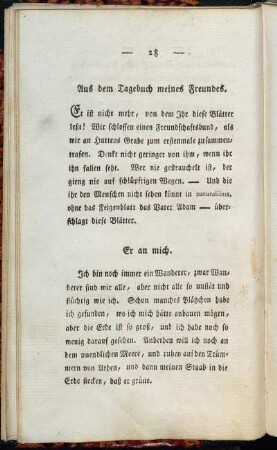 — 28 —
Aus dem Tagebuch meines Freundes.
Er ist nicht mehr, von dem Ihr diese Blätter
lest! Wir schlossen einen Freundschaftsbund, als
wir an Huttens Grabe zum erstenmale zusammen-
trafen. Denkt nicht geringer von ihm, wenn ihr
ihn fallen seht. Wer nie gestrauchelt ist, der
gieng nie auf schlüpfrigen Wegen. — Und die
ihr den Menschen nicht sehen könnt in naturalibus,
ohne das Feigenblatt des Vater Adam — über-
schlagt diese Blätter.
Er an mich.
Ich bin noch immer ein Wanderer, zwar Wan-
derer sind wir alle, aber nicht alle so unstät und
flüchtig wie ich. Schon manches Plätzchen habe
ich gefunden, wo ich mich hätte anbauen mögen,
aber die Erde ist so groß, und ich habe noch so
wenig darauf gesehen. Anbethen will ich noch an
dem unendlichen Meere, und ruhen auf den Trüm-
mern von Athen, und dann meinen Staab in die
Erde stecken, daß er grüne.